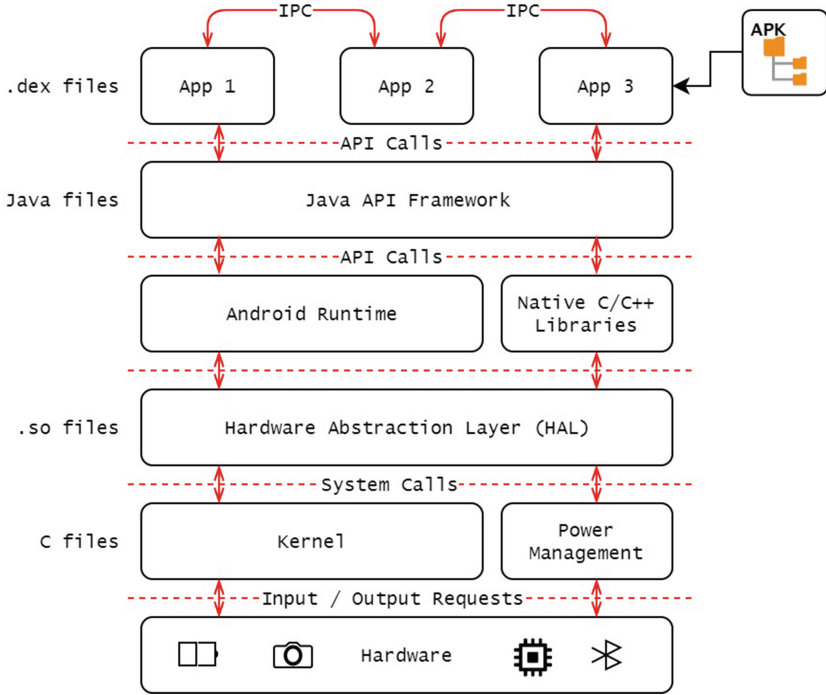 IPC
IPC
APK
.dex files
App 1
App 2
App 3
API Calls
Java files
Java API Framework
API Calls
Android Runtime
Native C/C++
Libraries
.so files
Hardware Abstraction Layer (HAL)
System Calls
C files
Kernel
Power
Management
Input / Output Requests
Hardware